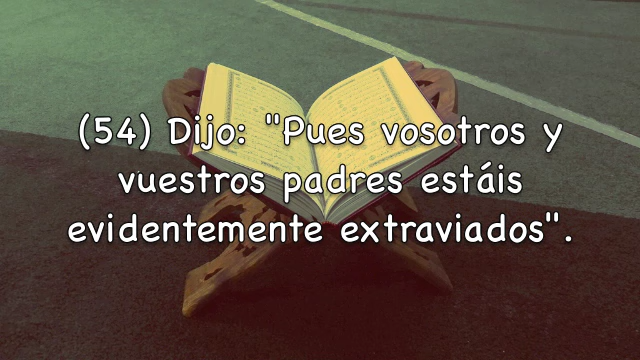 (54) Dijo: "Pues vosotros y
vuestros padres estáis
evidentemente extraviados".